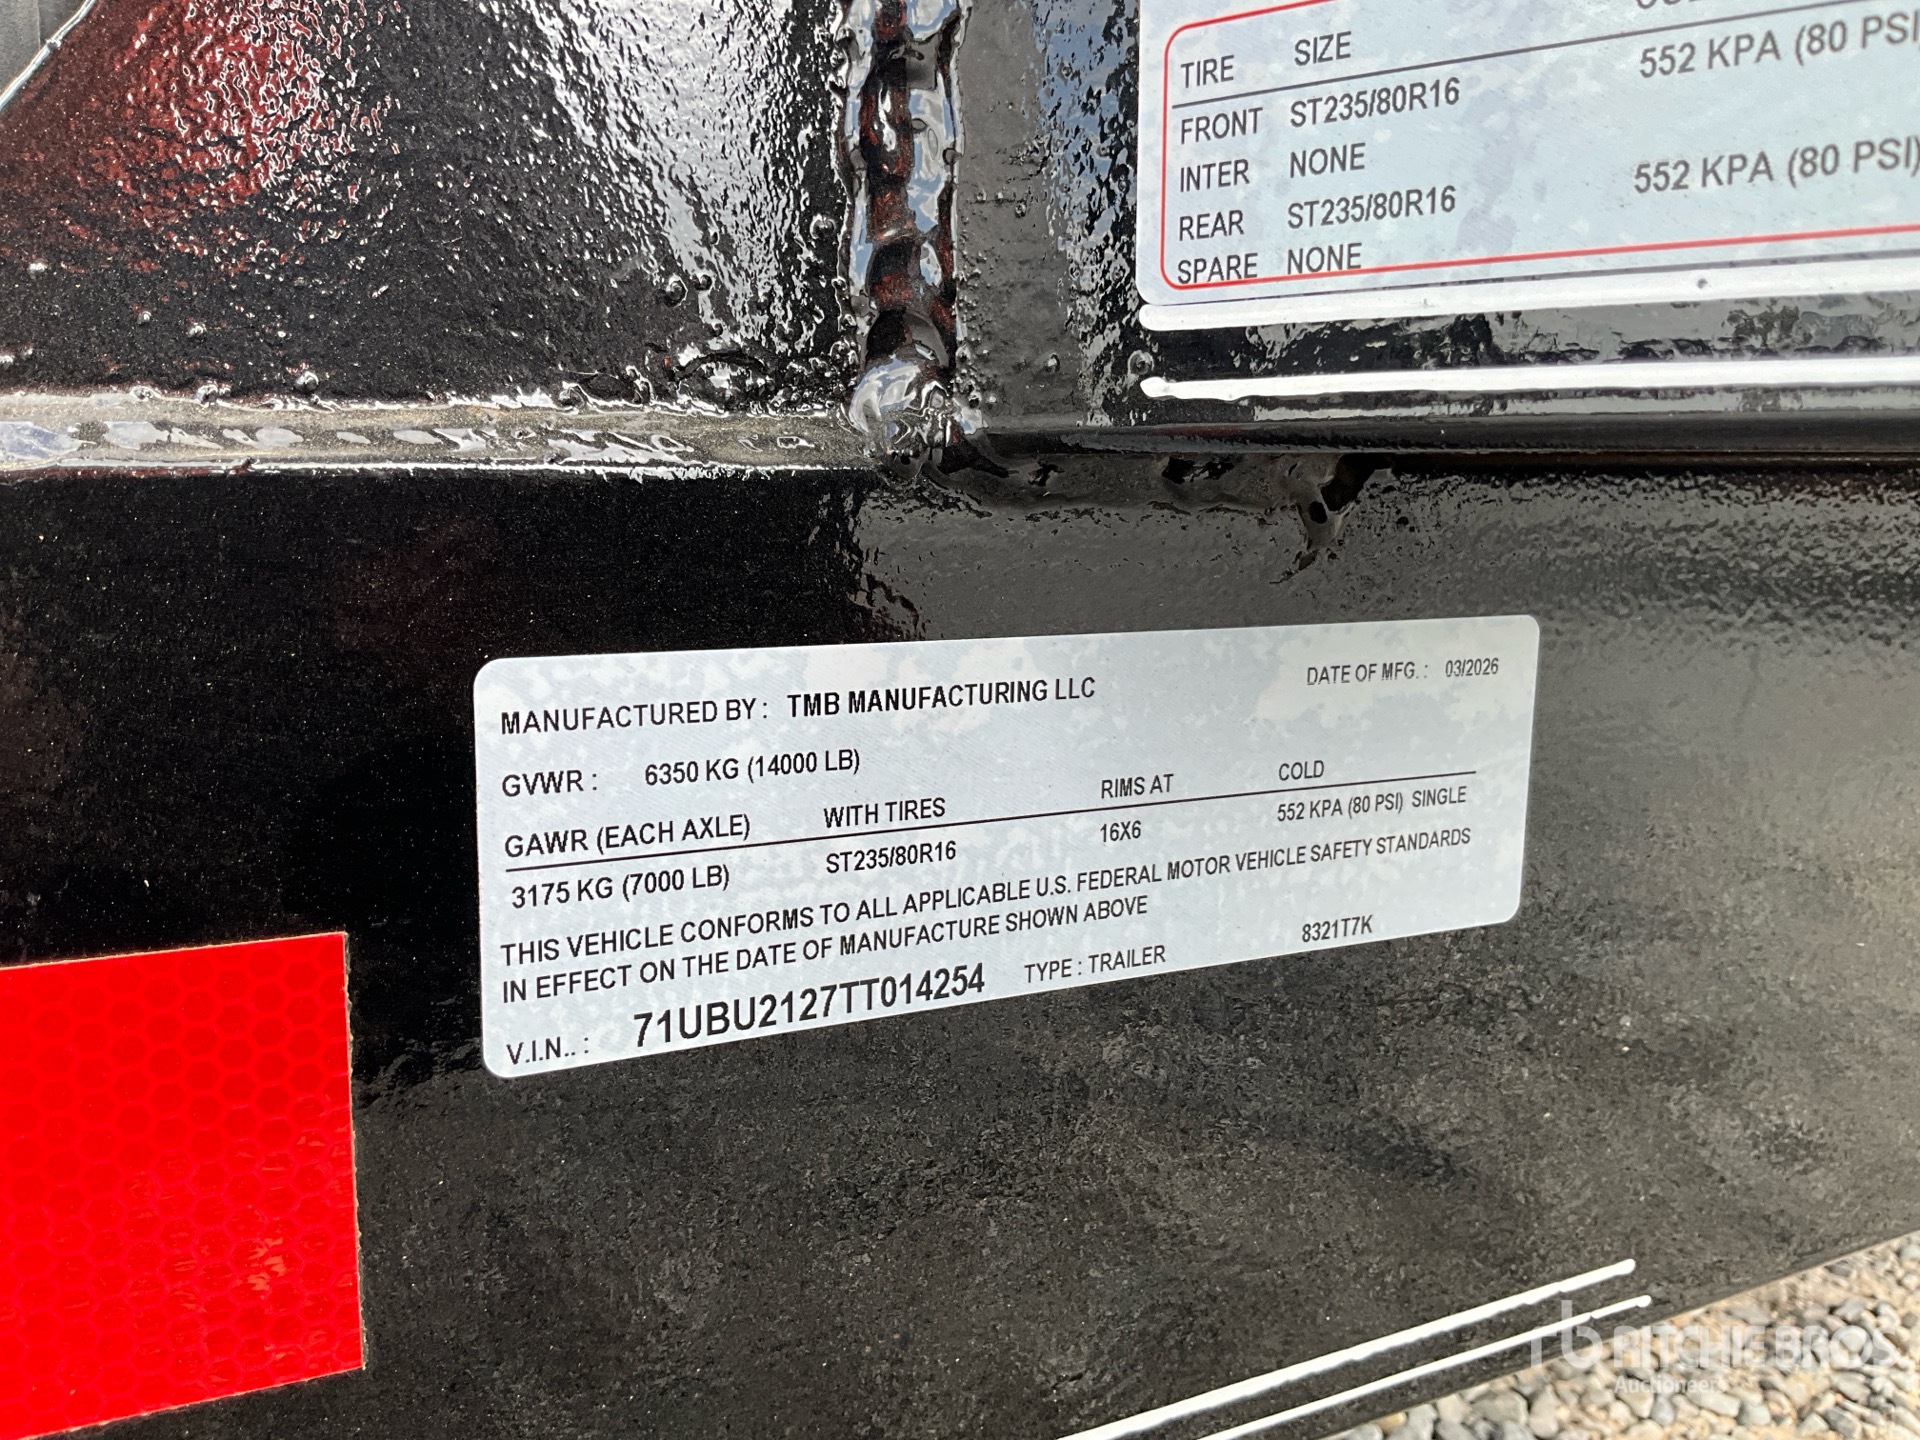 TIRE SIZE
FRONT ST235/80R16 552 KPA (80 PSI
INTER NONE
REAR ST235/80R16 552 KPA (80 PSI)
SPARE NONE
MANUFACTURED BY : TMB MANUFACTURING LLC DATE OF MFG. : 03/2026
GVWR : 6350 KG (14000 LB)
GAWR (EACH AXLE) WITH TIRES RIMS AT COLD
3175 KG (7000 LB) ST235/80R16 16X6 552 KPA (80 PSI) SINGLE
THIS VEHICLE CONFORMS TO ALL APPLICABLE U.S. FEDERAL MOTOR VEHICLE SAFETY STANDARDS
IN EFFECT ON THE DATE OF MANUFACTURE SHOWN ABOVE
V.I.N.. : 71UBU2127TT014254 TYPE : TRAILER 8321T7K
rb RITCHIE BROS
Auctioneers